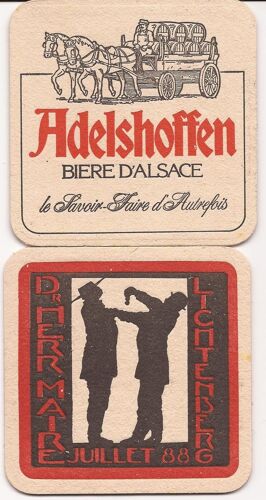 Adelshoffen
BIERE D'ALSACE
le Savoir-Faire d'Autrefois
DR HERR MAIRE
LICHTENBERG
JUILLET 88